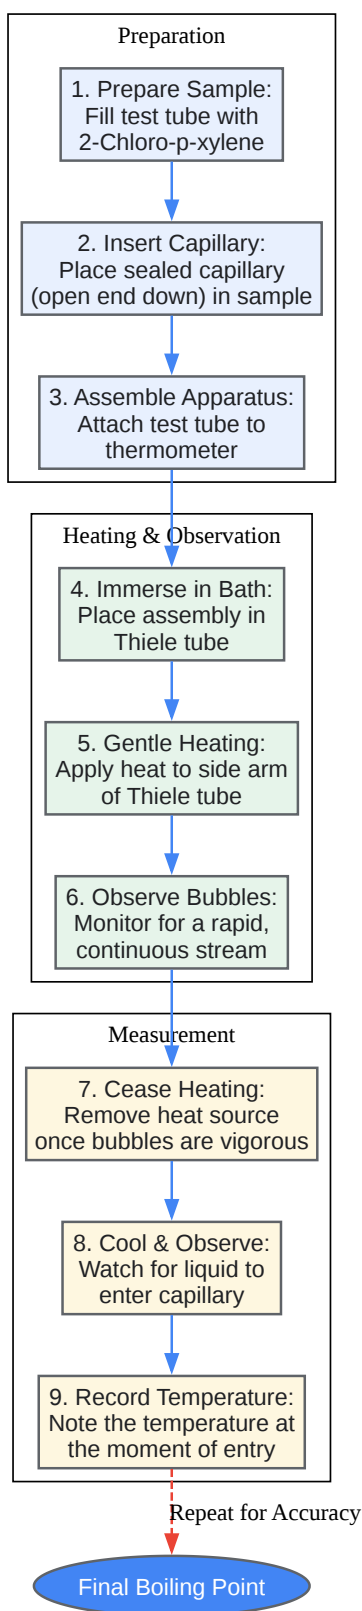 Preparation
1. Prepare Sample:
Fill test tube with
2-Chloro-p-xylene
2. Insert Capillary:
Place sealed capillary
(open end down) in sample
3. Assemble Apparatus:
Attach test tube to
thermometer
Heating & Observation
4. Immerse in Bath:
Place assembly in
Thiele tube
5. Gentle Heating:
Apply heat to side arm
of Thiele tube
6. Observe Bubbles:
Monitor for a rapid,
continuous stream
Measurement
7. Cease Heating:
Remove heat source
once bubbles are vigorous
8. Cool & Observe:
Watch for liquid to
enter capillary
9. Record Temperature:
Note the temperature at
the moment of entry
Repeat for Accuracy
Final Boiling Point